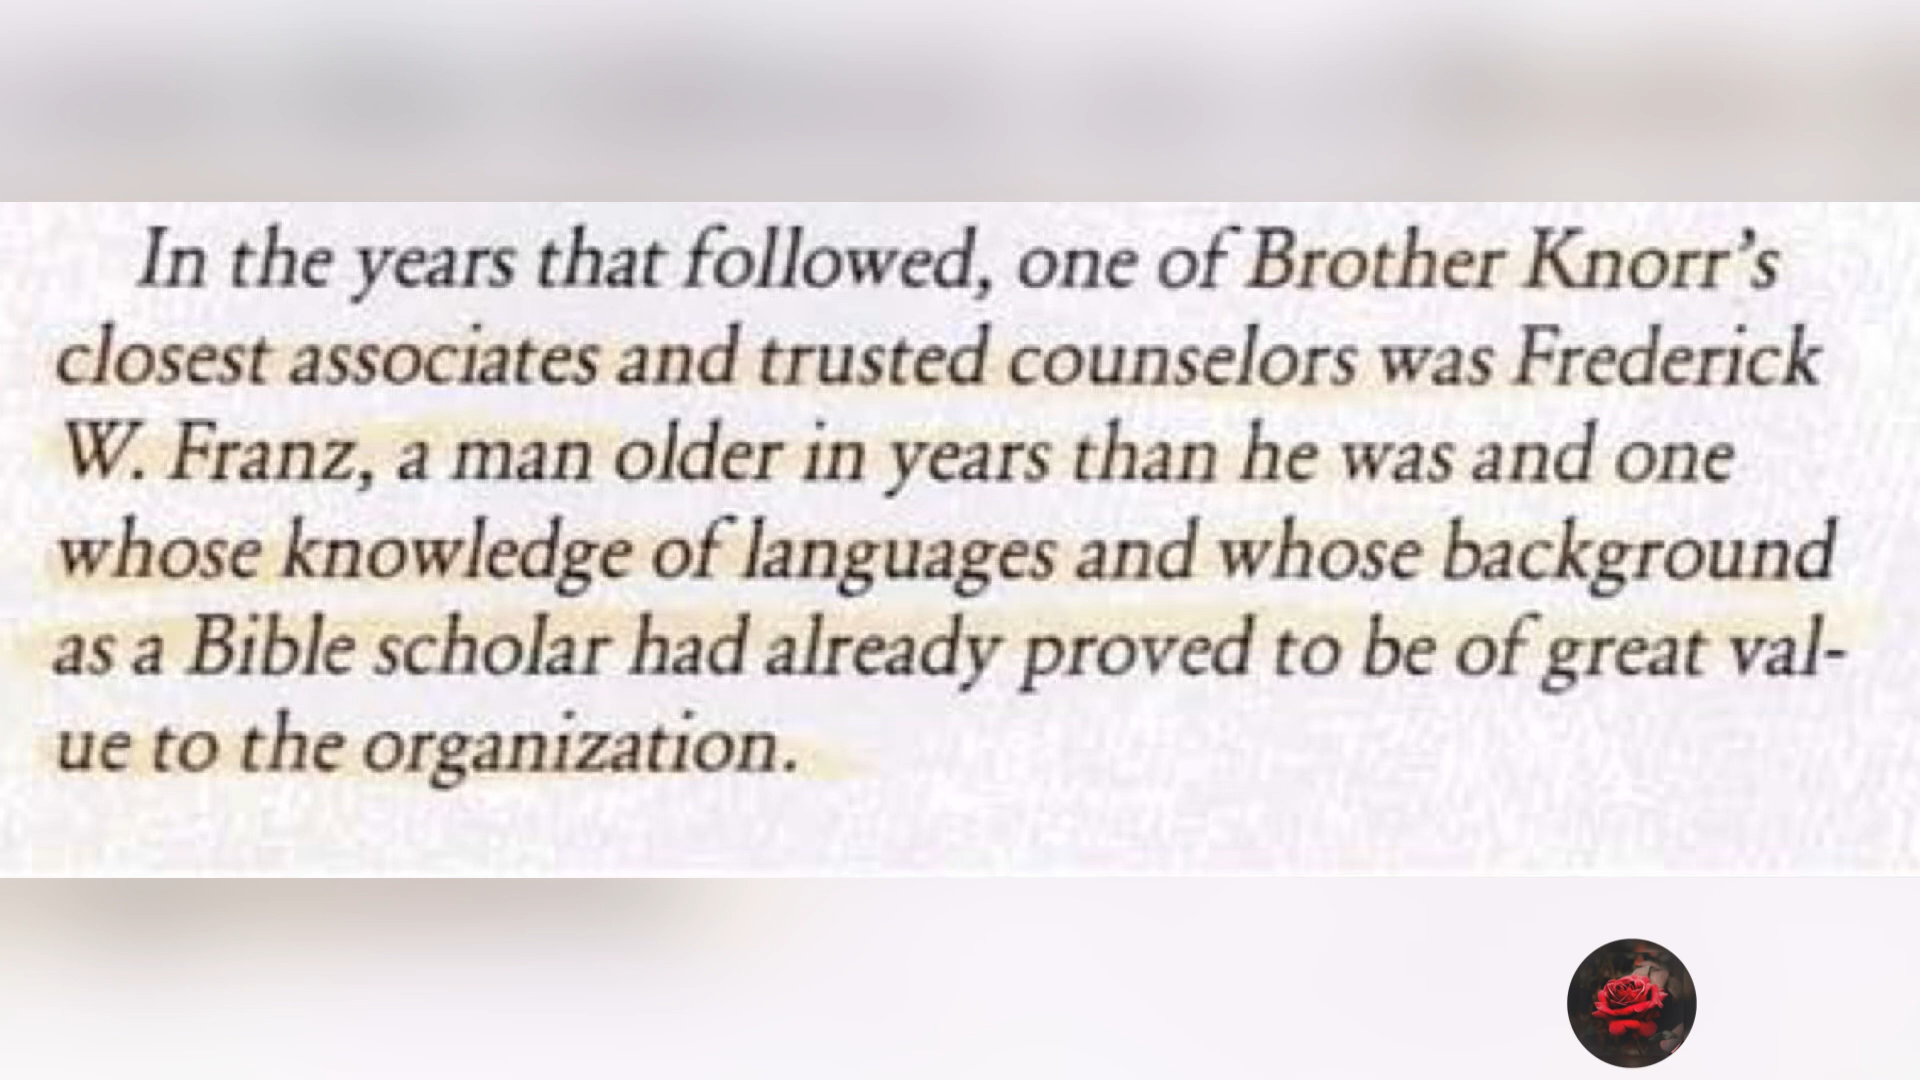 In the years that followed, one of Brother Knorr's
closest associates and trusted counselors was Frederick
W. Franz, a man older in years than he was and one
whose knowledge of languages and whose background
as a Bible scholar had already proved to be of great val-
ue to the organization.